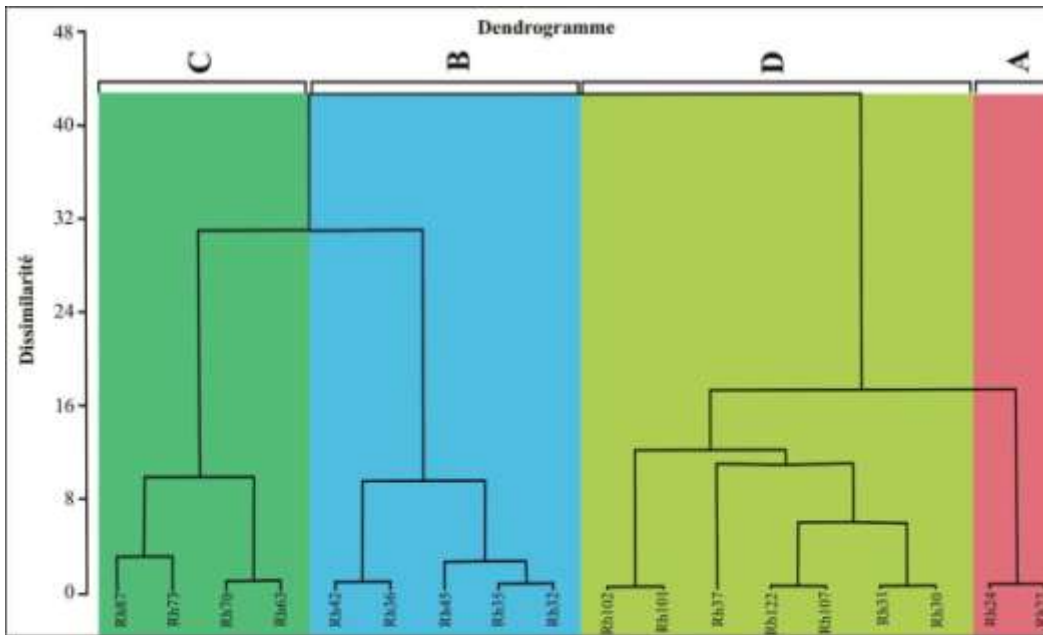 Dendrogramme
48
40
32
24
16
8
0
Dissimilarité
C
B
D
A
Rh87
Rh73
Rh70
Rh63
Rh42
Rh36
Rh45
Rh35
Rh32
Rh102
Rh101
Rh37
Rh122
Rh107
Rh31
Rh30
Rh24